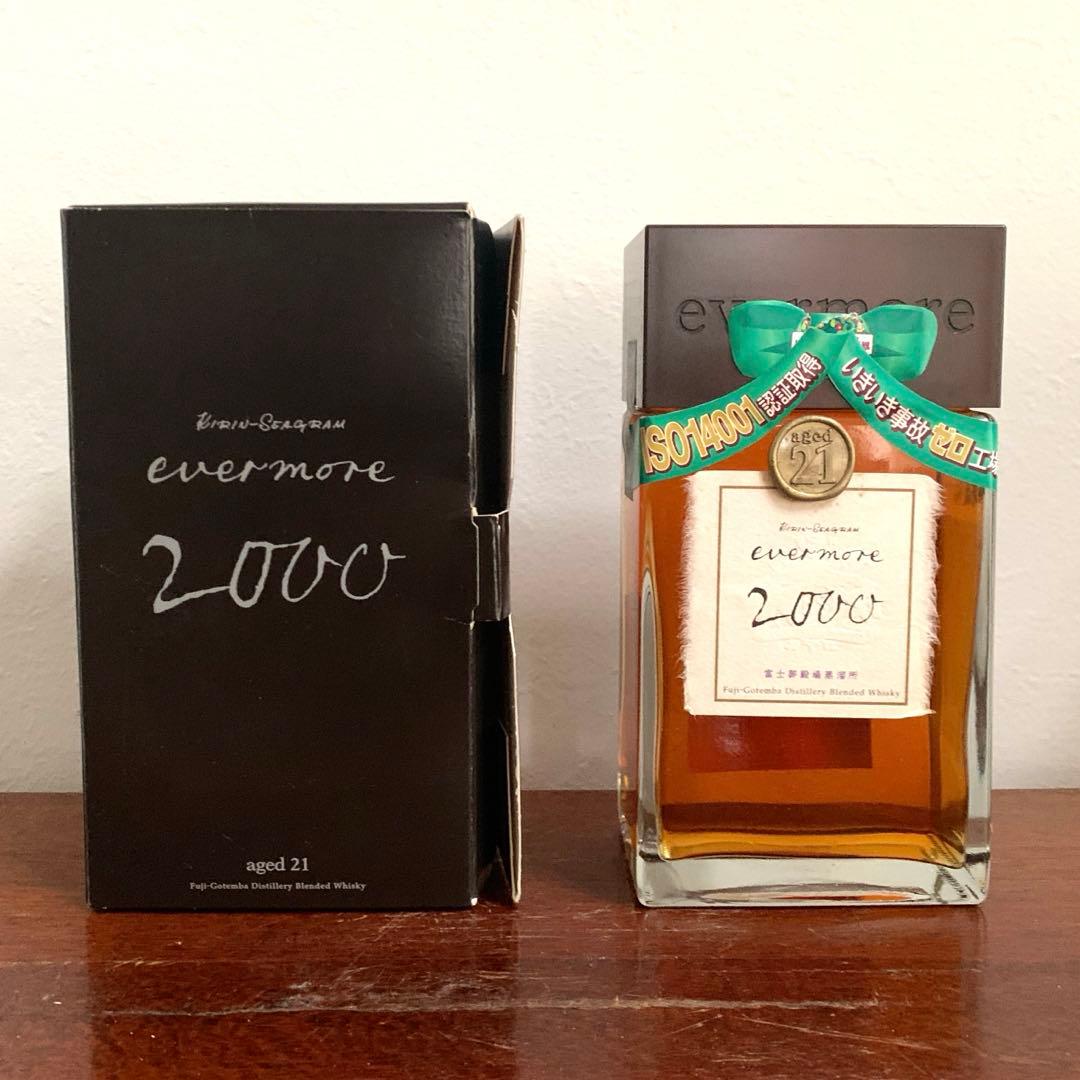 KIRIN-SEAGRAM
evermore
2000
aged 21
Fuji-Gotemba Distillery Blended Whisky
evermore
ISO14001認証取得
いきいき事故ゼロ工場
aged
21
KIRIN-SEAGRAM
evermore
2000
富士御殿場蒸溜所
Fuji-Gotemba Distillery Blended Whisky